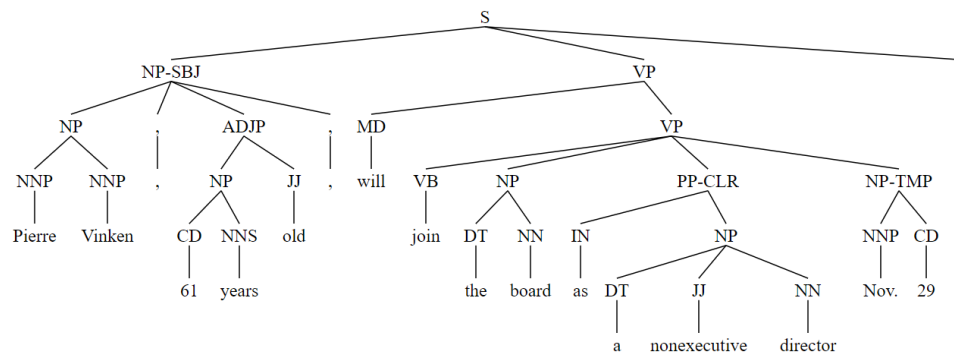 S
NP-SBJ VP
NP , ADJP , MD VP
NNP NNP , NP JJ , will VB NP PP-CLR NP-TMP
Pierre Vinken CD NNS old join DT NN IN NP NNP CD
61 years the board as DT JJ NN Nov. 29
a nonexecutive director